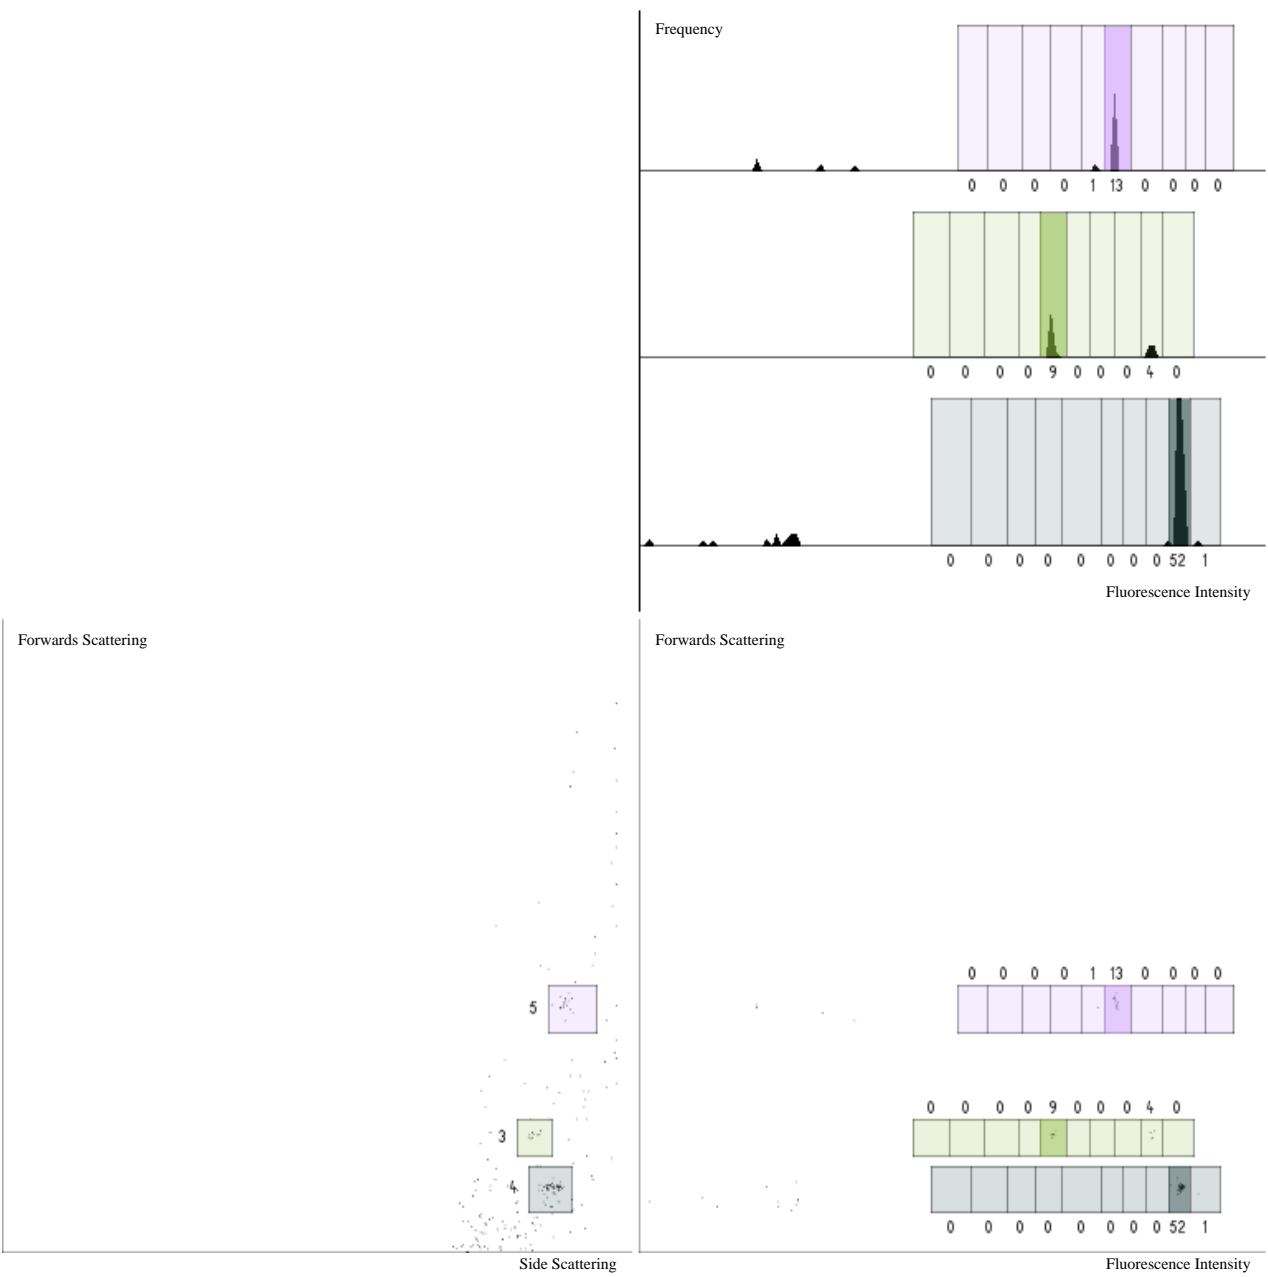 Frequency
0 0 0 0 1 13 0 0 0 0
0 0 0 0 9 0 0 0 4 0
0 0 0 0 0 0 0 0 52 1
Fluorescence Intensity
Forwards Scattering
5
3
4
Side Scattering
Forwards Scattering
0 0 0 0 1 13 0 0 0 0
0 0 0 0 9 0 0 0 4 0
0 0 0 0 0 0 0 0 52 1
Fluorescence Intensity